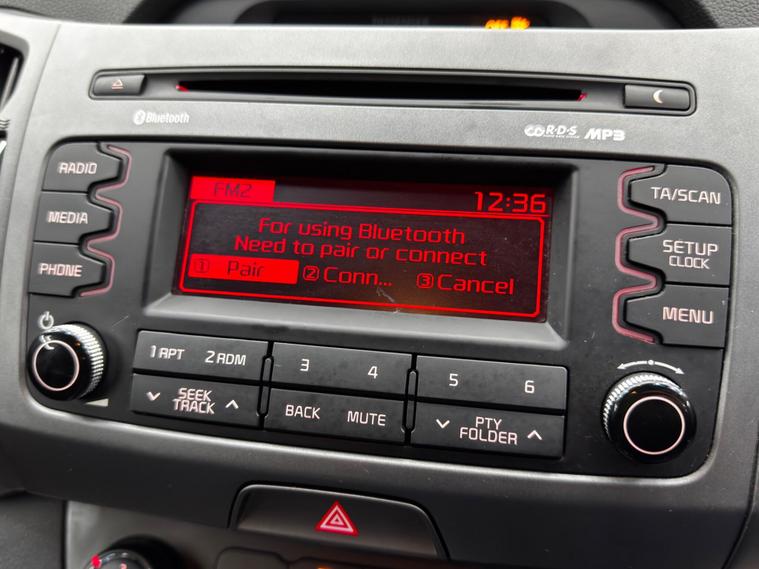 Bluetooth
R·D·S MP3
RADIO
MEDIA
PHONE
FM2
12:36
For using Bluetooth
Need to pair or connect
1 Pair 2 Conn... 3 Cancel
TA/SCAN
SETUP
CLOCK
MENU
1 RPT 2 RDM 3 4 5 6
SEEK
TRACK
BACK MUTE
PTY
FOLDER